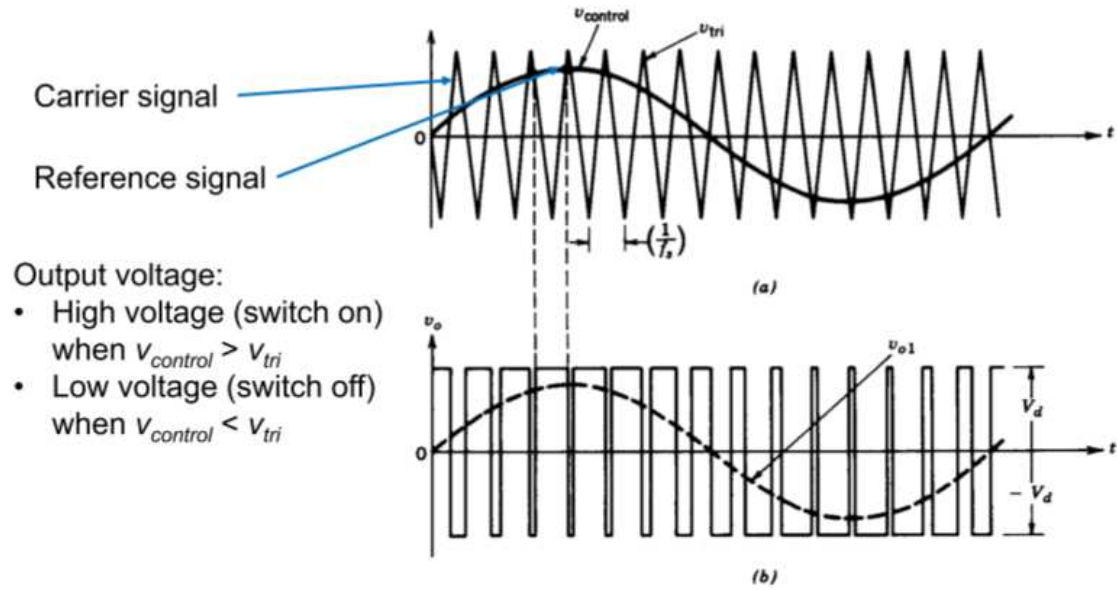 v_control
v_tri
Carrier signal
0
t
Reference signal
(1/f_s)
(a)
Output voltage:
• High voltage (switch on)
when v_control > v_tri
• Low voltage (switch off)
when v_control < v_tri
v_o
v_o1
V_d
0
t
– V_d
(b)